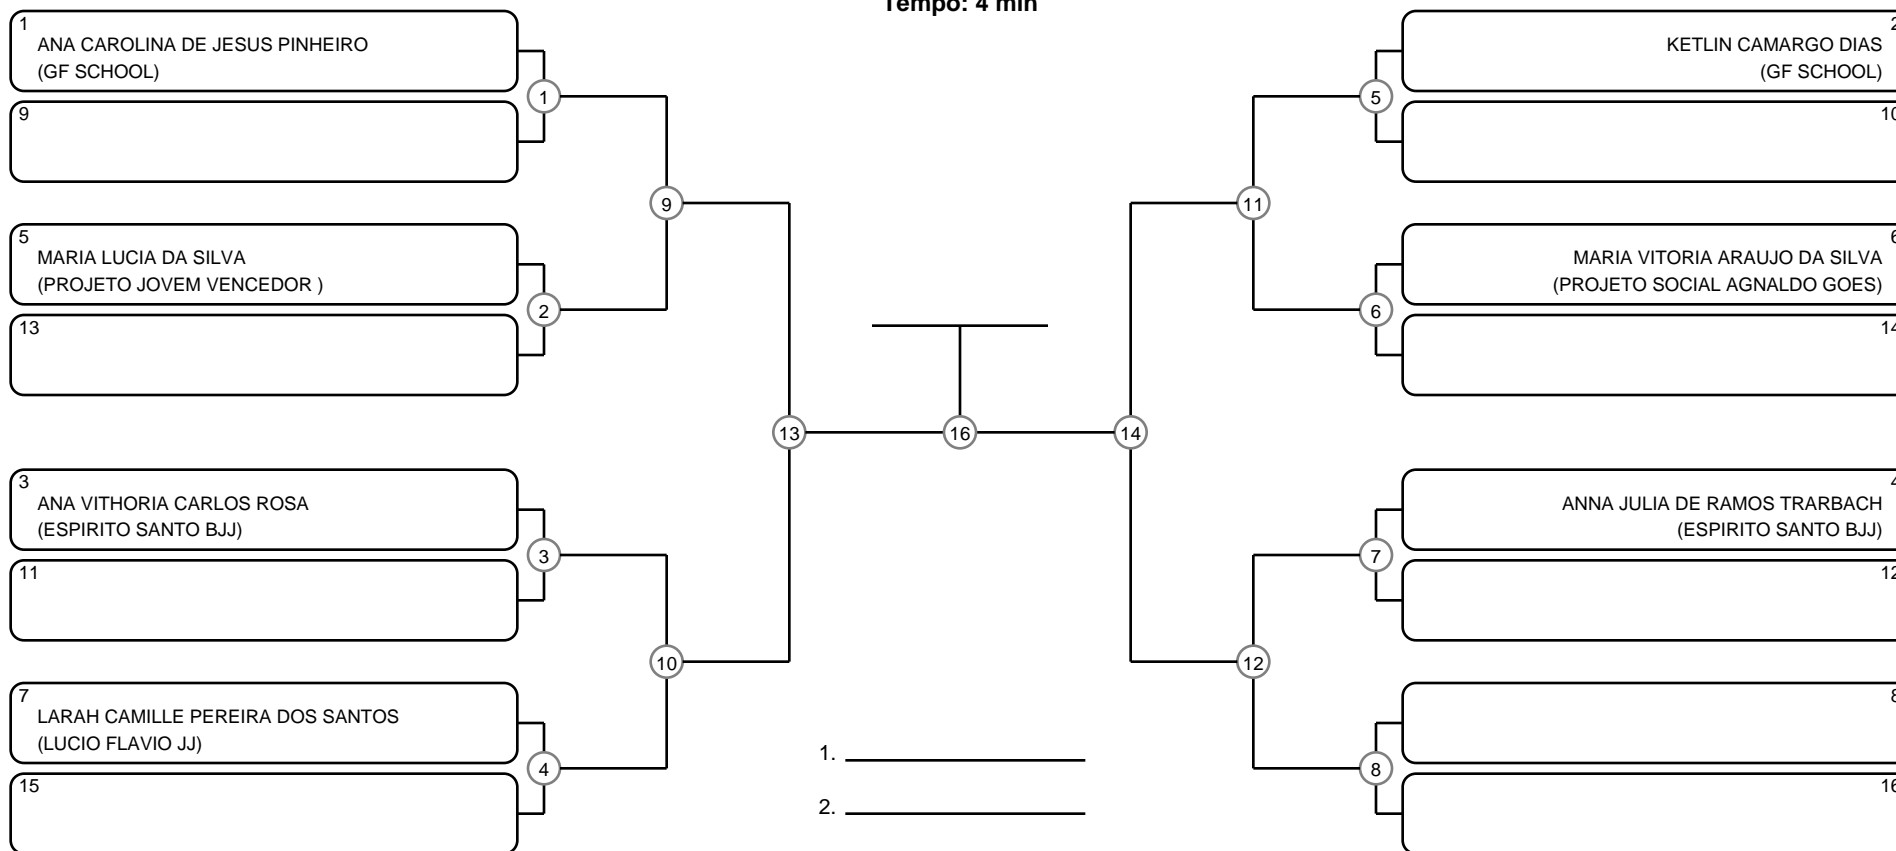 Tempo: 4 min
1
ANA CAROLINA DE JESUS PINHEIRO
(GF SCHOOL)
9
1
5
MARIA LUCIA DA SILVA
(PROJETO JOVEM VENCEDOR )
13
2
9
3
ANA VITHORIA CARLOS ROSA
(ESPIRITO SANTO BJJ)
11
3
7
LARAH CAMILLE PEREIRA DOS SANTOS
(LUCIO FLAVIO JJ)
15
4
10
13
16
14
1.
2.
2
KETLIN CAMARGO DIAS
(GF SCHOOL)
10
5
11
6
MARIA VITORIA ARAUJO DA SILVA
(PROJETO SOCIAL AGNALDO GOES)
14
6
4
ANNA JULIA DE RAMOS TRARBACH
(ESPIRITO SANTO BJJ)
12
7
12
8
16
8